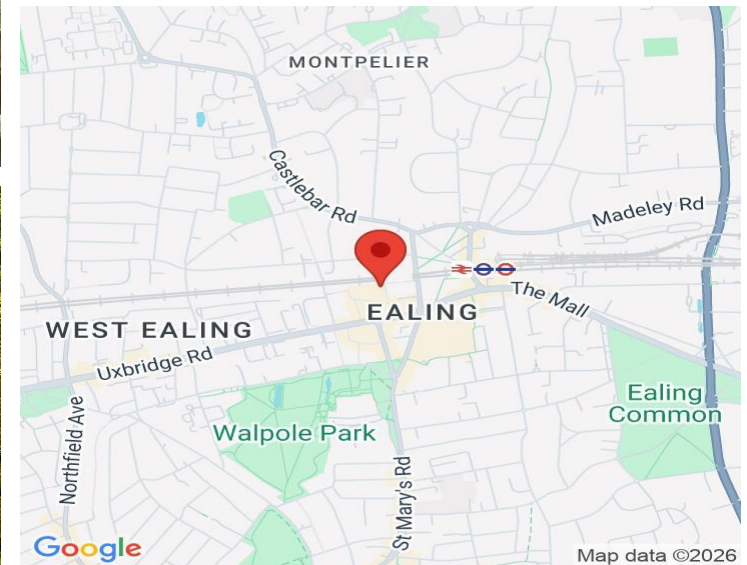 MONTPELIER
Castlebar Rd
Madeley Rd
EALING
The Mall
WEST EALING
Uxbridge Rd
Ealing
Common
Northfield Ave
Walpole Park
St Mary's Rd
Google
Map data ©2026